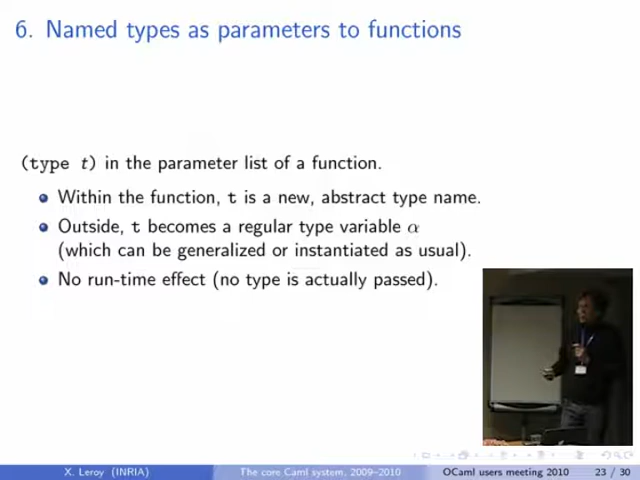 6. Named types as parameters to functions
(type t) in the parameter list of a function.
Within the function, t is a new, abstract type name.
Outside, t becomes a regular type variable α
(which can be generalized or instantiated as usual).
No run-time effect (no type is actually passed).
X. Leroy (INRIA)
The core Caml system, 2009–2010
OCaml users meeting 2010
23 / 30